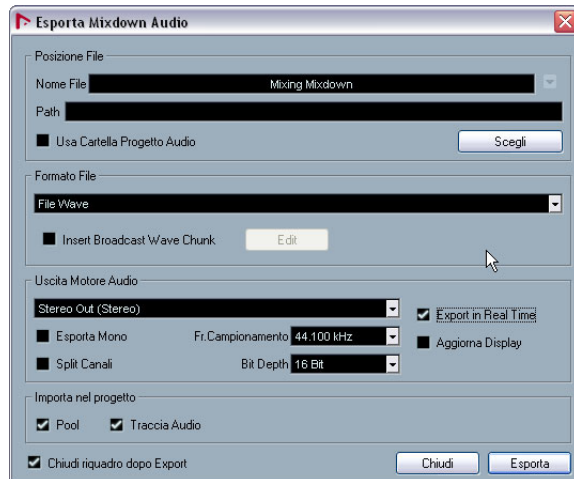 Esporta Mixdown Audio
Posizione File
Nome File Mixing Mixdown
Path
Usa Cartella Progetto Audio Scegli
Formato File
File Wave
Insert Broadcast Wave Chunk Edit
Uscita Motore Audio
Stereo Out (Stereo) Export in Real Time
Esporta Mono Fr.Campionamento 44.100 kHz Aggiorna Display
Split Canali Bit Depth 16 Bit
Importa nel progetto
Pool Traccia Audio
Chiudi riquadro dopo Export Chiudi Esporta